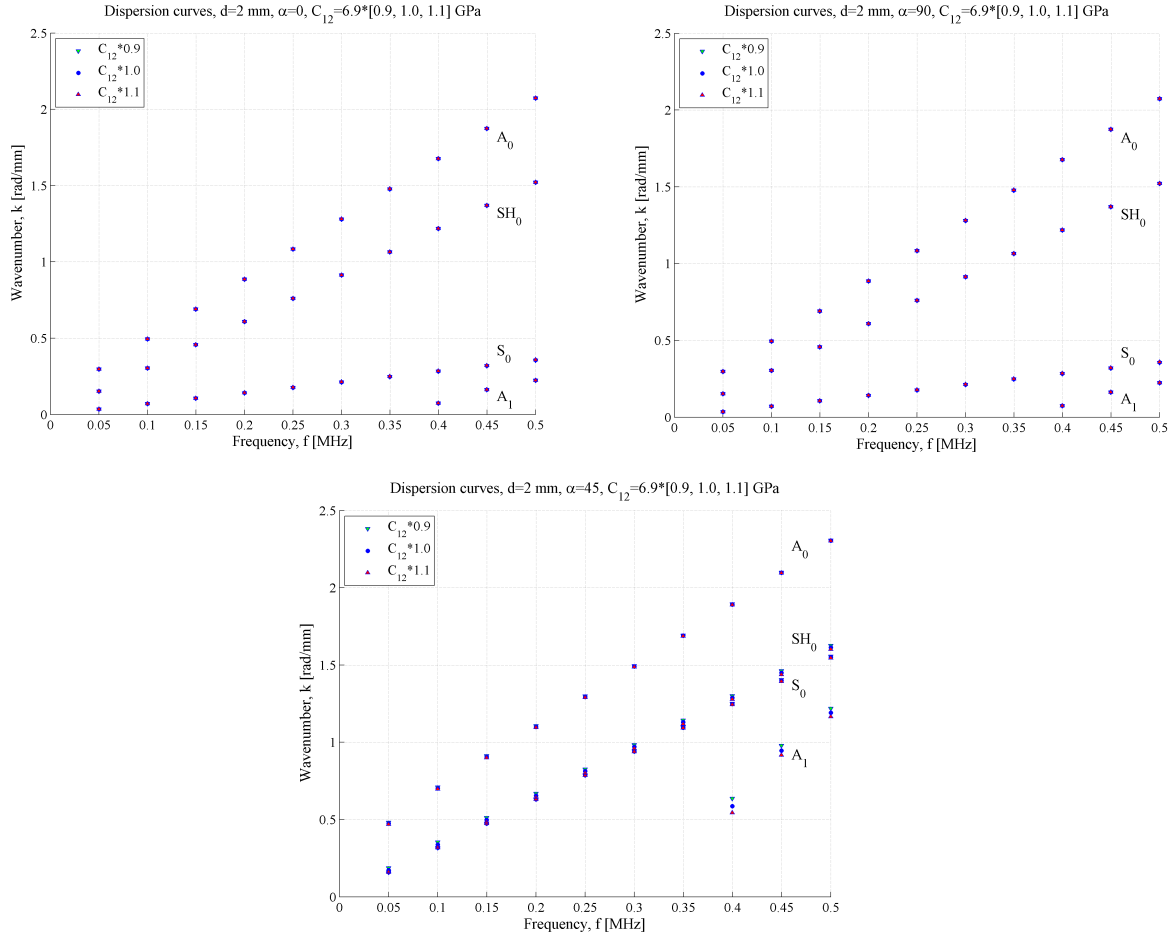 Dispersion curves, d=2 mm, α=0, C₁₂=6.9*[0.9, 1.0, 1.1] GPa
C₁₂*0.9
C₁₂*1.0
C₁₂*1.1
Wavenumber, k [rad/mm]
2.5
2
1.5
1
0.5
0
A₀
SH₀
S₀
A₁
0 0.05 0.1 0.15 0.2 0.25 0.3 0.35 0.4 0.45 0.5
Frequency, f [MHz]
Dispersion curves, d=2 mm, α=90, C₁₂=6.9*[0.9, 1.0, 1.1] GPa
C₁₂*0.9
C₁₂*1.0
C₁₂*1.1
Wavenumber, k [rad/mm]
2.5
2
1.5
1
0.5
0
A₀
SH₀
S₀
A₁
0 0.05 0.1 0.15 0.2 0.25 0.3 0.35 0.4 0.45 0.5
Frequency, f [MHz]
Dispersion curves, d=2 mm, α=45, C₁₂=6.9*[0.9, 1.0, 1.1] GPa
C₁₂*0.9
C₁₂*1.0
C₁₂*1.1
Wavenumber, k [rad/mm]
2.5
2
1.5
1
0.5
0
A₀
SH₀
S₀
A₁
0 0.05 0.1 0.15 0.2 0.25 0.3 0.35 0.4 0.45 0.5
Frequency, f [MHz]